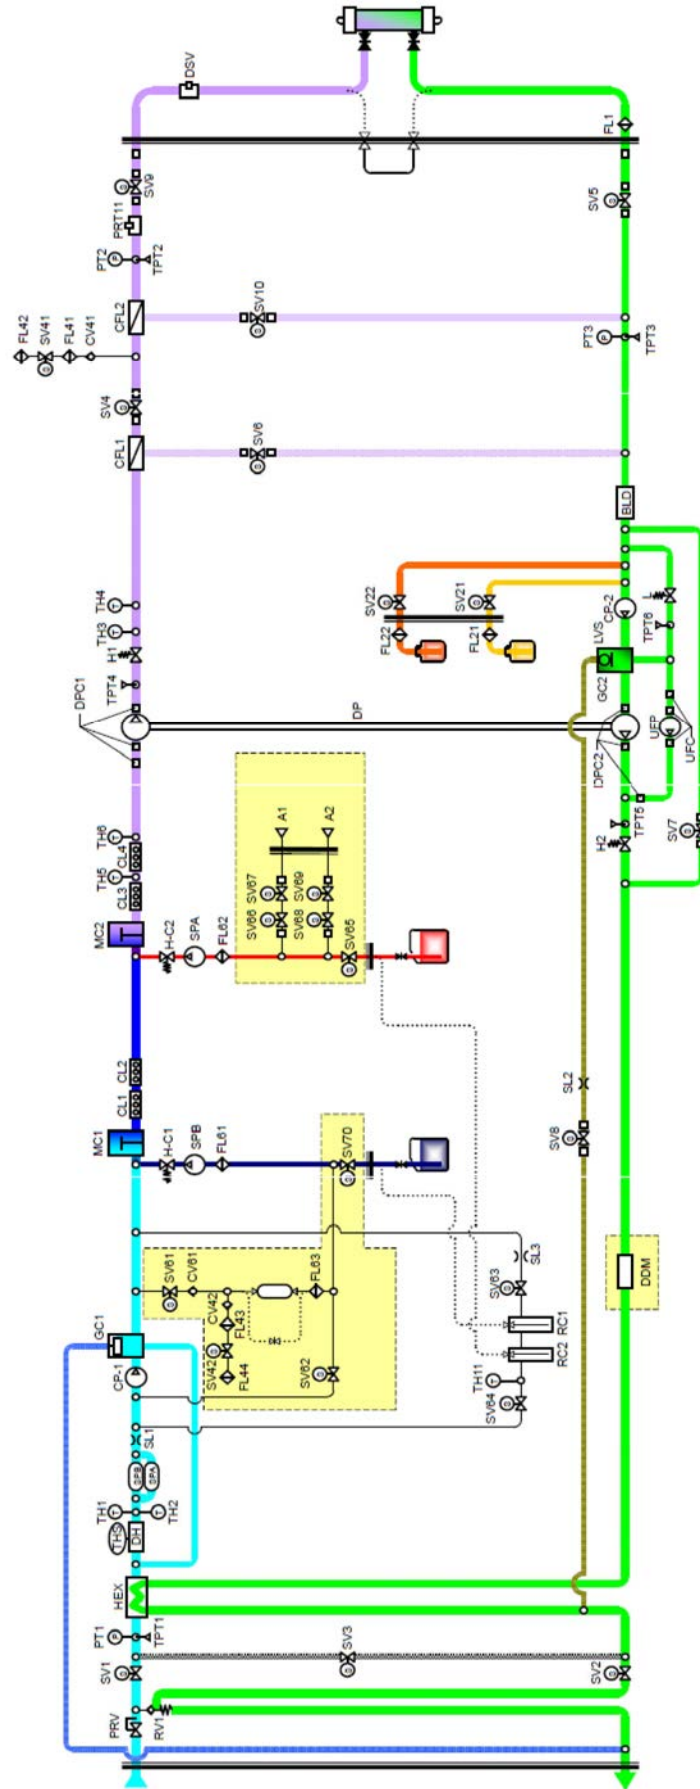 DSV
FL1
SV9
PRT11
PT2
P
TPT2
SV5
FL42
SV41
FL41
CV41
CFL2
SV10
PT3
P
TPT3
SV4
CFL1
SV6
BLD
TH4
T
TH3
T
H1
TPT4
DPC1
SV22
FL22
SV21
FL21
CP-2
LVS
GC2
L
TPT6
DP
DPC2
UFP
UFC
TPT5
H2
SV7
TH6
T
CL4
TH5
T
CL3
MC2
H-C2
SPA
FL62
A1
A2
SV67
SV66
SV69
SV68
SV65
CL2
CL1
MC1
H-C1
SPB
FL61
SV70
SL2
SV8
SV61
CV61
CV42
FL43
SV42
FL44
FL63
SV62
SL3
SV63
RC1
RC2
TH11
T
SV64
DDM
GC1
CP-1
SL1
SPB
SPA
TH1
T
TH2
T
THS
DH
HEX
PT1
P
TPT1
SV1
SV3
SV2
PRV
RV1